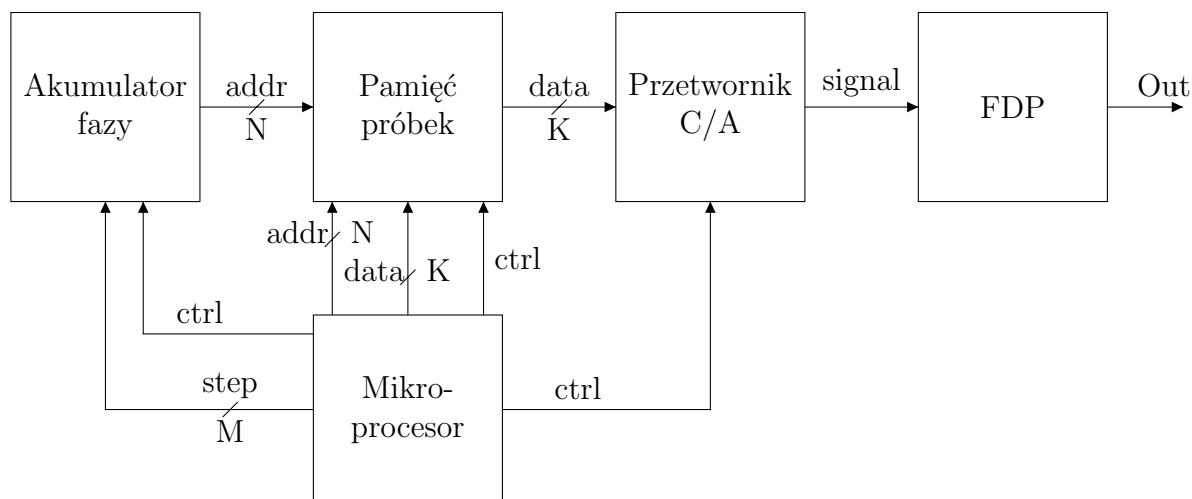 Akumulator
fazy
addr
N
Pamięć
próbek
data
K
Przetwornik
C/A
signal
FDP
Out
addr
N
data
K
ctrl
ctrl
step
M
Mikro-
procesor
ctrl